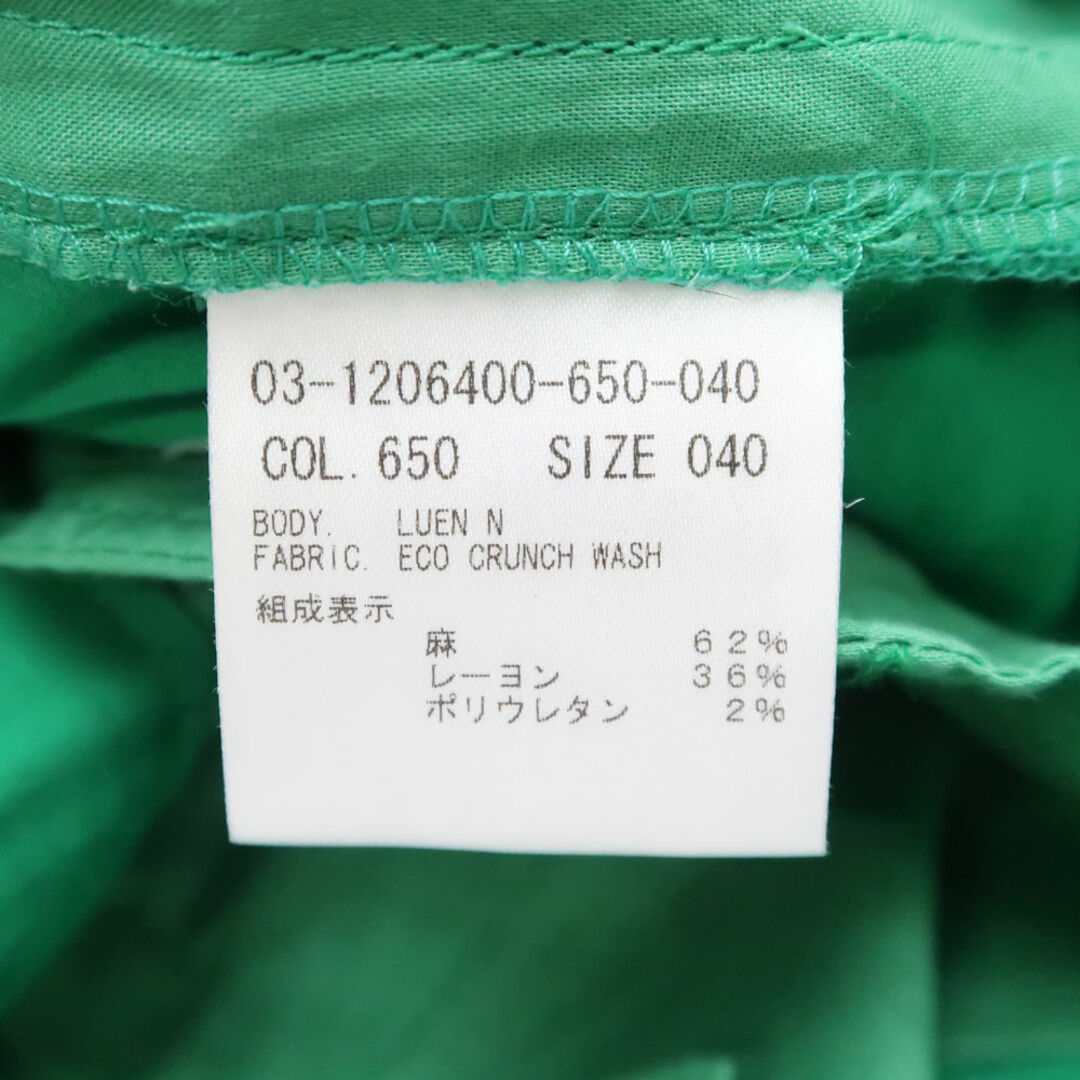 03-1206400-650-040
COL. 650 SIZE 040
BODY. LUEN N
FABRIC. ECO CRUNCH WASH
組成表示
麻 62%
レーヨン 36%
ポリウレタン 2%